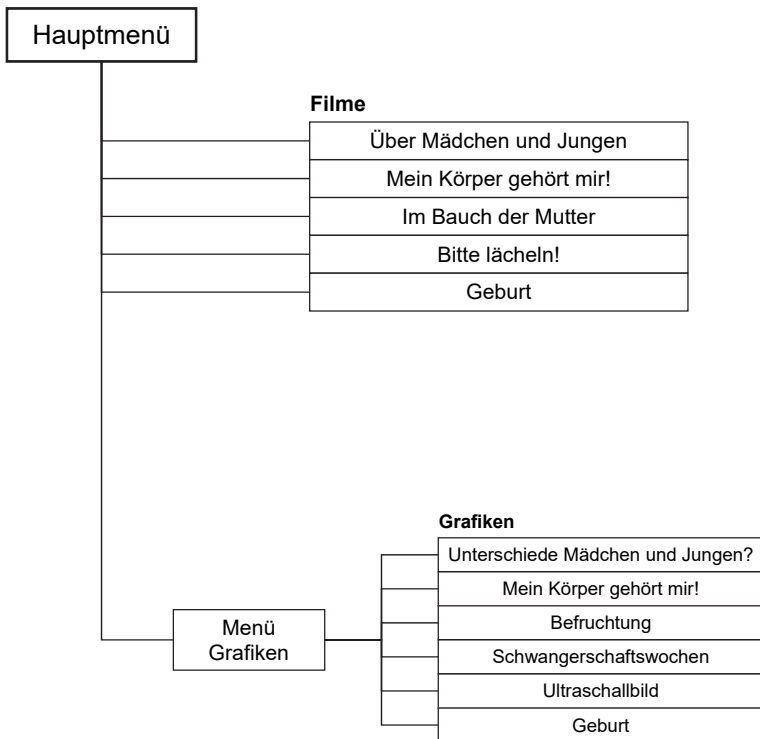 Hauptmenü
Filme
Über Mädchen und Jungen
Mein Körper gehört mir!
Im Bauch der Mutter
Bitte lächeln!
Geburt
Grafiken
Unterschiede Mädchen und Jungen?
Mein Körper gehört mir!
Befruchtung
Menü
Grafiken
Schwangerschaftswochen
Ultraschallbild
Geburt